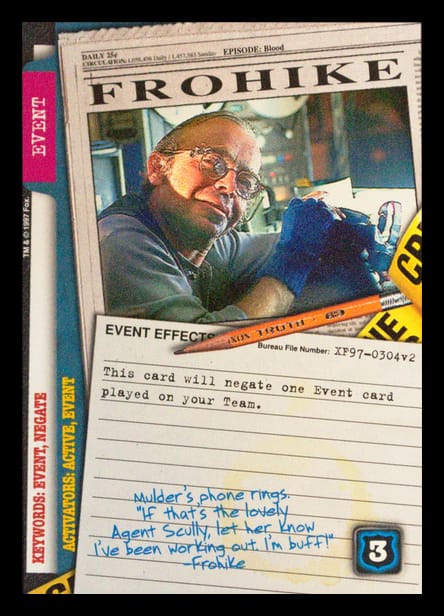 DAILY 25¢
EPISODE: Blood
FROHIKE
EVENT
TM & © 1997 Fox.
EVENT EFFECTS
TRUTH
Bureau File Number: XF97-0304v2
This card will negate one Event card
played on your Team.
KEYWORDS: EVENT, NEGATE
ACTIVATORS: ACTIVE, EVENT
Mulder's phone rings.
"If that's the lovely
Agent Scully, let her know
I've been working out. I'm buff!"
-Frohike
3